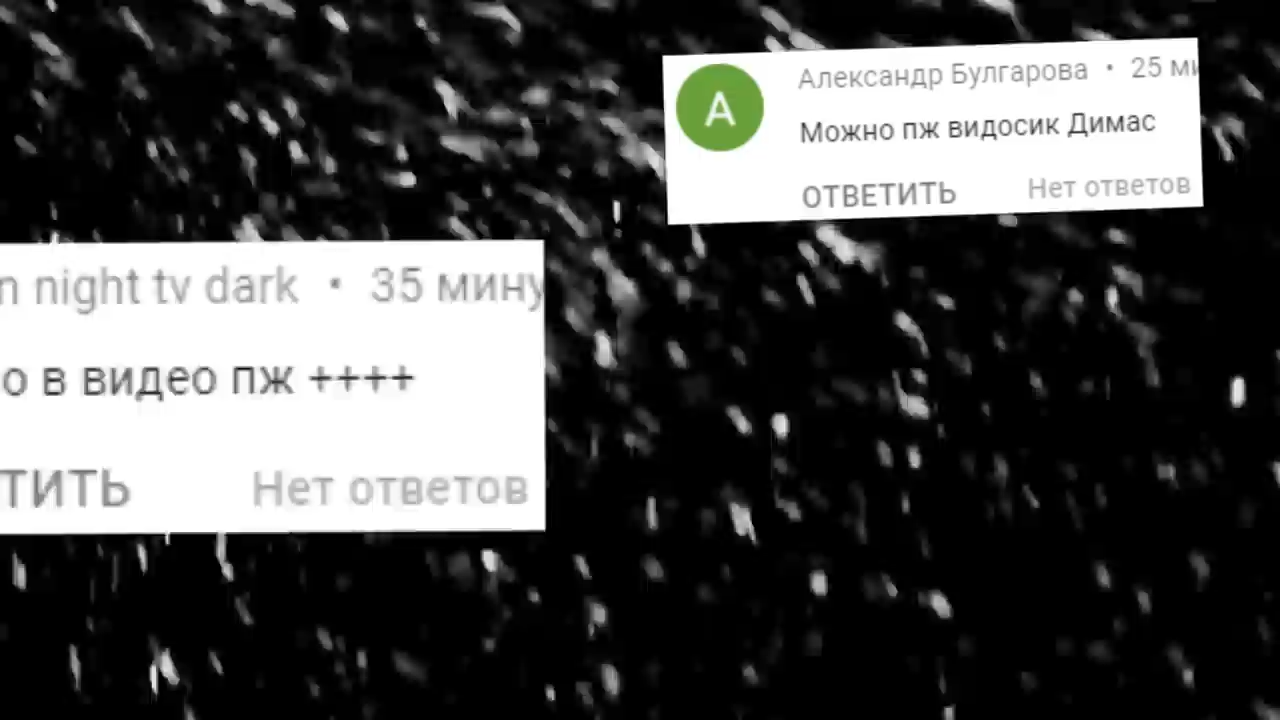 А
Александр Булгарова • 25 ми
Можно пж видосик Димас
ОТВЕТИТЬ Нет ответов
n night tv dark • 35 мину
о в видео пж ++++
ТИТЬ Нет ответов